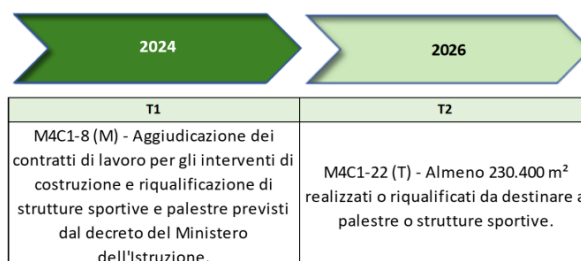 2024
2026
T1
T2
M4C1-8 (M) - Aggiudicazione dei
contratti di lavoro per gli interventi di
costruzione e riqualificazione di
strutture sportive e palestre previsti
dal decreto del Ministero
dell'Istruzione.
M4C1-22 (T) - Almeno 230.400 m²
realizzati o riqualificati da destinare a
palestre o strutture sportive.